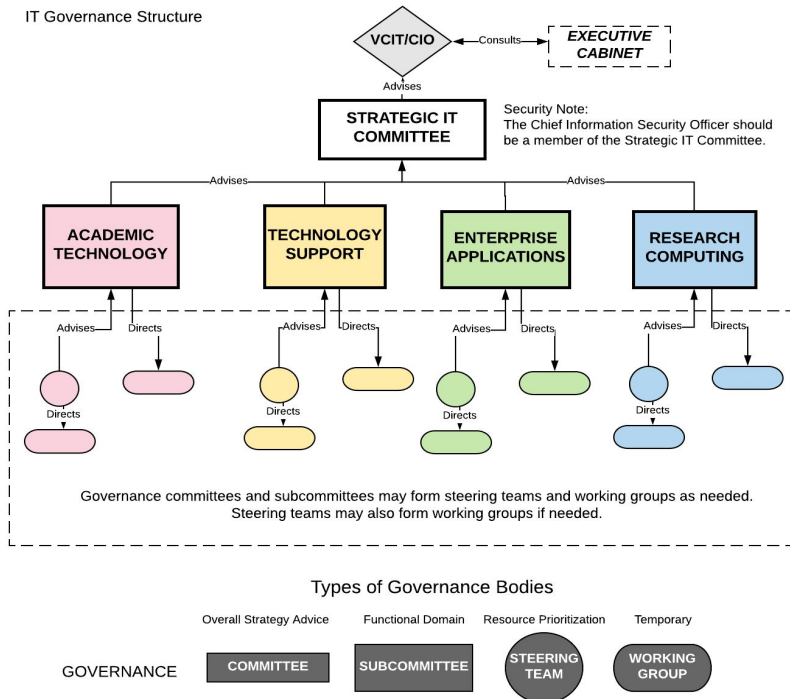 IT Governance Structure
VCIT/CIO
Consults
EXECUTIVE
CABINET
Advises
STRATEGIC IT
COMMITTEE
Security Note:
The Chief Information Security Officer should
be a member of the Strategic IT Committee.
Advises
Advises
ACADEMIC
TECHNOLOGY
TECHNOLOGY
SUPPORT
ENTERPRISE
APPLICATIONS
RESEARCH
COMPUTING
Advises
Directs
Advises
Directs
Advises
Directs
Advises
Directs
Directs
Directs
Directs
Directs
Governance committees and subcommittees may form steering teams and working groups as needed.
Steering teams may also form working groups if needed.
Types of Governance Bodies
Overall Strategy Advice
Functional Domain
Resource Prioritization
Temporary
GOVERNANCE
COMMITTEE
SUBCOMMITTEE
STEERING
TEAM
WORKING
GROUP